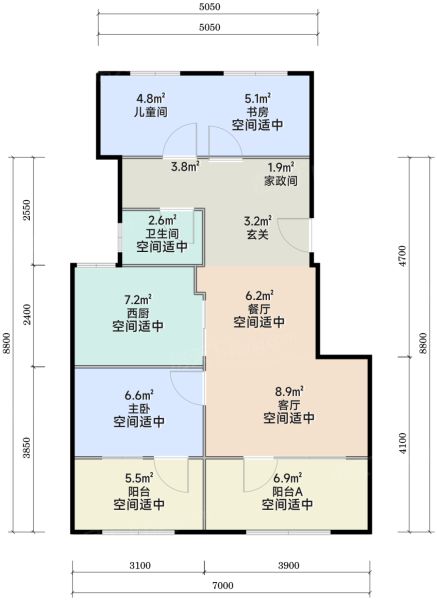 5050
5050
4.8㎡
儿童间
5.1㎡
书房
空间适中
3.8㎡
1.9㎡
家政间
2.6㎡
卫生间
空间适中
3.2㎡
玄关
7.2㎡
西厨
空间适中
6.2㎡
餐厅
空间适中
6.6㎡
主卧
空间适中
8.9㎡
客厅
空间适中
5.5㎡
阳台
空间适中
6.9㎡
阳台A
空间适中
8800
2550
2400
3850
4700
4100
8800
3100
3900
7000